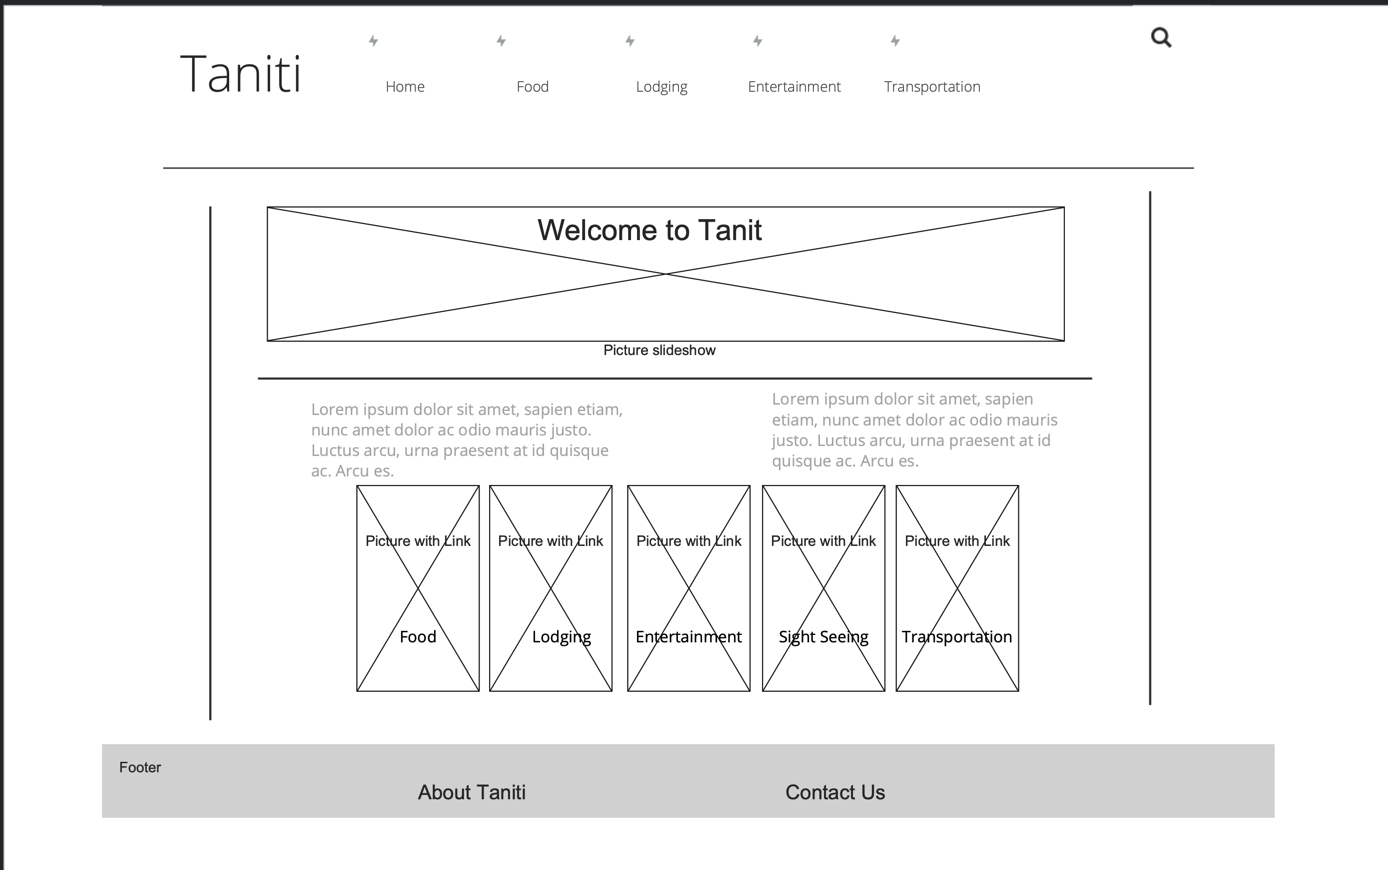 Taniti
Home
Food
Lodging
Entertainment
Transportation
Welcome to Tanit
Picture slideshow
Lorem ipsum dolor sit amet, sapien etiam,
nunc amet dolor ac odio mauris justo.
Luctus arcu, urna praesent at id quisque
ac. Arcu es.
Lorem ipsum dolor sit amet, sapien
etiam, nunc amet dolor ac odio mauris
justo. Luctus arcu, urna praesent at id
quisque ac. Arcu es.
Picture with Link
Food
Picture with Link
Lodging
Picture with Link
Entertainment
Picture with Link
Sight Seeing
Picture with Link
Transportation
Footer
About Taniti
Contact Us